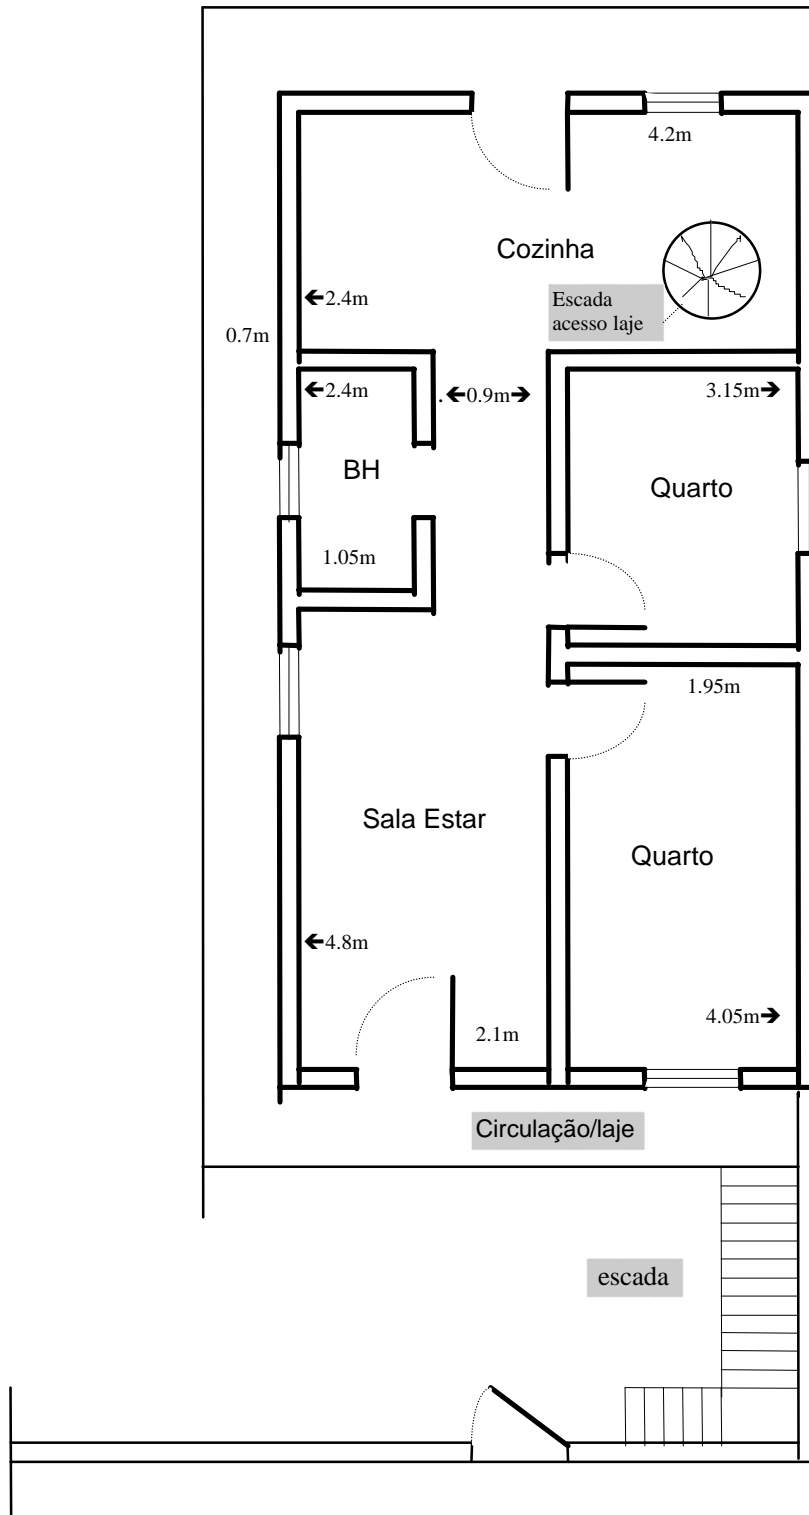 4.2m
Cozinha
Escada
acesso laje
🡨2.4m
0.7m
🡨2.4m
.🡨0.9m🡪
3.15m🡪
BH
Quarto
1.05m
1.95m
Sala Estar
Quarto
🡨4.8m
4.05m🡪
2.1m
Circulação/laje
escada